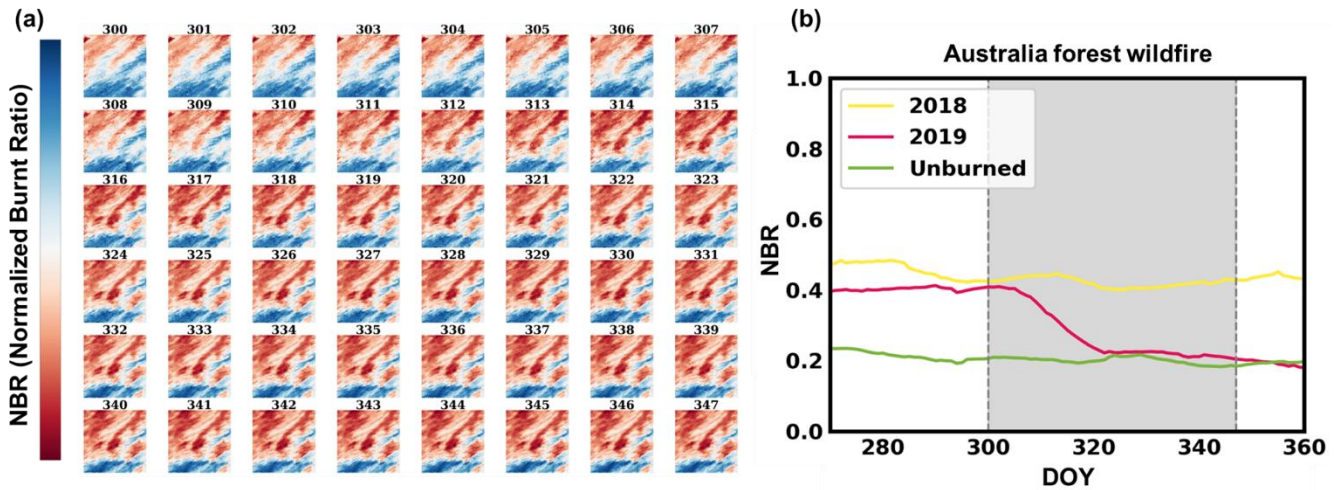 (a)
NBR (Normalized Burnt Ratio)
300 301 302 303 304 305 306 307
308 309 310 311 312 313 314 315
316 317 318 319 320 321 322 323
324 325 326 327 328 329 330 331
332 333 334 335 336 337 338 339
340 341 342 343 344 345 346 347
(b)
Australia forest wildfire
1.0
0.8
0.6
0.4
0.2
0.0
NBR
2018
2019
Unburned
280 300 320 340 360
DOY